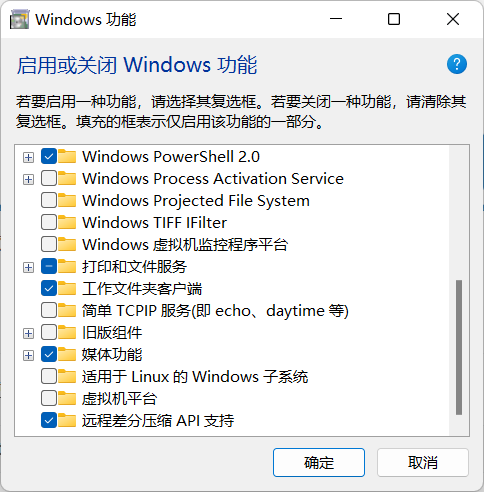 Windows 功能
启用或关闭 Windows 功能
?
若要启用一种功能，请选择其复选框。若要关闭一种功能，请清除其
复选框。填充的框表示仅启用该功能的一部分。
Windows PowerShell 2.0
Windows Process Activation Service
Windows Projected File System
Windows TIFF IFilter
Windows 虚拟机监控程序平台
打印和文件服务
工作文件夹客户端
简单 TCPIP 服务(即 echo、daytime 等)
旧版组件
媒体功能
适用于 Linux 的 Windows 子系统
虚拟机平台
远程差分压缩 API 支持
确定
取消